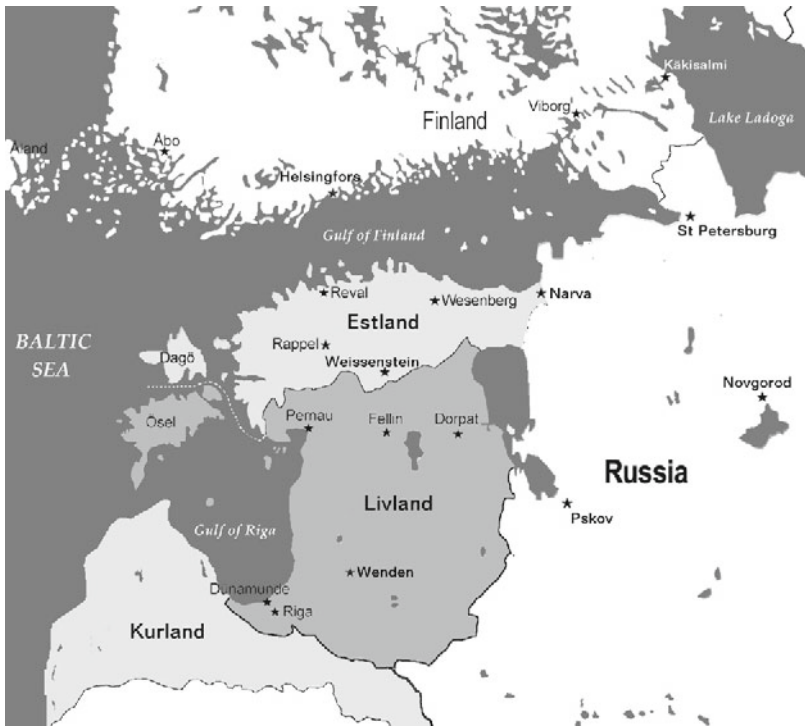 Käkisalmi
Viborg
Lake Ladoga
Finland
Åland
Åbo
Helsingfors
St Petersburg
Gulf of Finland
Reval
Wesenberg
Narva
Estland
BALTIC
SEA
Rappel
Dagö
Weissenstein
Novgorod
Ösel
Pernau
Fellin
Dorpat
Russia
Livland
Pskov
Gulf of Riga
Wenden
Dunamunde
Riga
Kurland